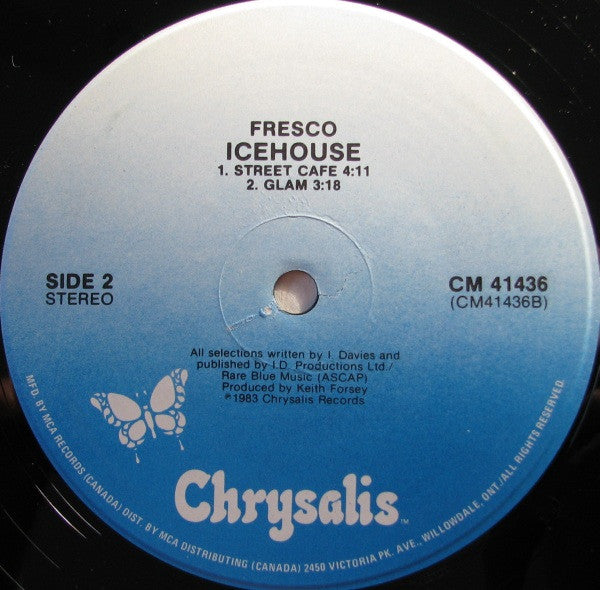 FRESCO
ICEHOUSE
1. STREET CAFE 4:11
2. GLAM 3:18
SIDE 2
STEREO
CM 41436
(CM41436B)
All selections written by I. Davies and
published by I.D. Productions Ltd./
Rare Blue Music (ASCAP)
Produced by Keith Forsey
℗1983 Chrysalis Records
Chrysalis™
MFD. BY MCA RECORDS (CANADA) DIST. BY MCA DISTRIBUTING (CANADA) 2450 VICTORIA PK. AVE., WILLOWDALE, ONT./ALL RIGHTS RESERVED.